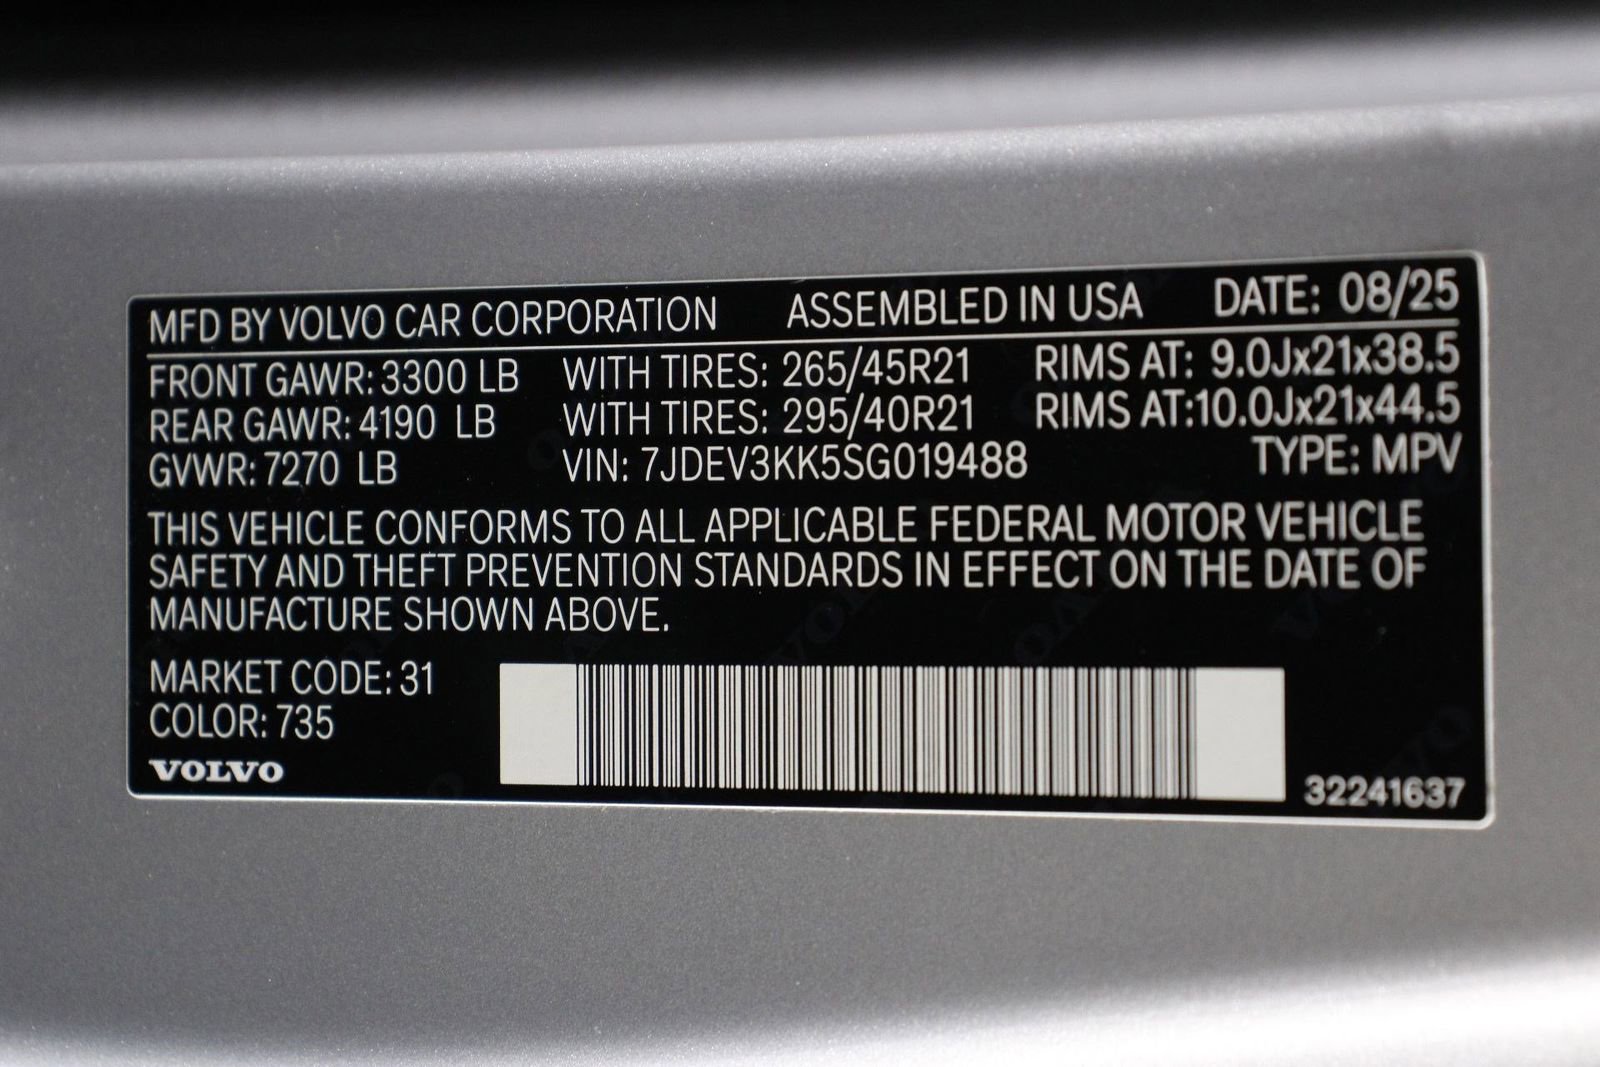 MFD BY VOLVO CAR CORPORATION ASSEMBLED IN USA DATE: 08/25
FRONT GAWR: 3300 LB WITH TIRES: 265/45R21 RIMS AT: 9.0Jx21x38.5
REAR GAWR: 4190 LB WITH TIRES: 295/40R21 RIMS AT:10.0Jx21x44.5
GVWR: 7270 LB VIN: 7JDEV3KK5SG019488 TYPE: MPV
THIS VEHICLE CONFORMS TO ALL APPLICABLE FEDERAL MOTOR VEHICLE
SAFETY AND THEFT PREVENTION STANDARDS IN EFFECT ON THE DATE OF
MANUFACTURE SHOWN ABOVE.
MARKET CODE: 31
COLOR: 735
VOLVO
32241637